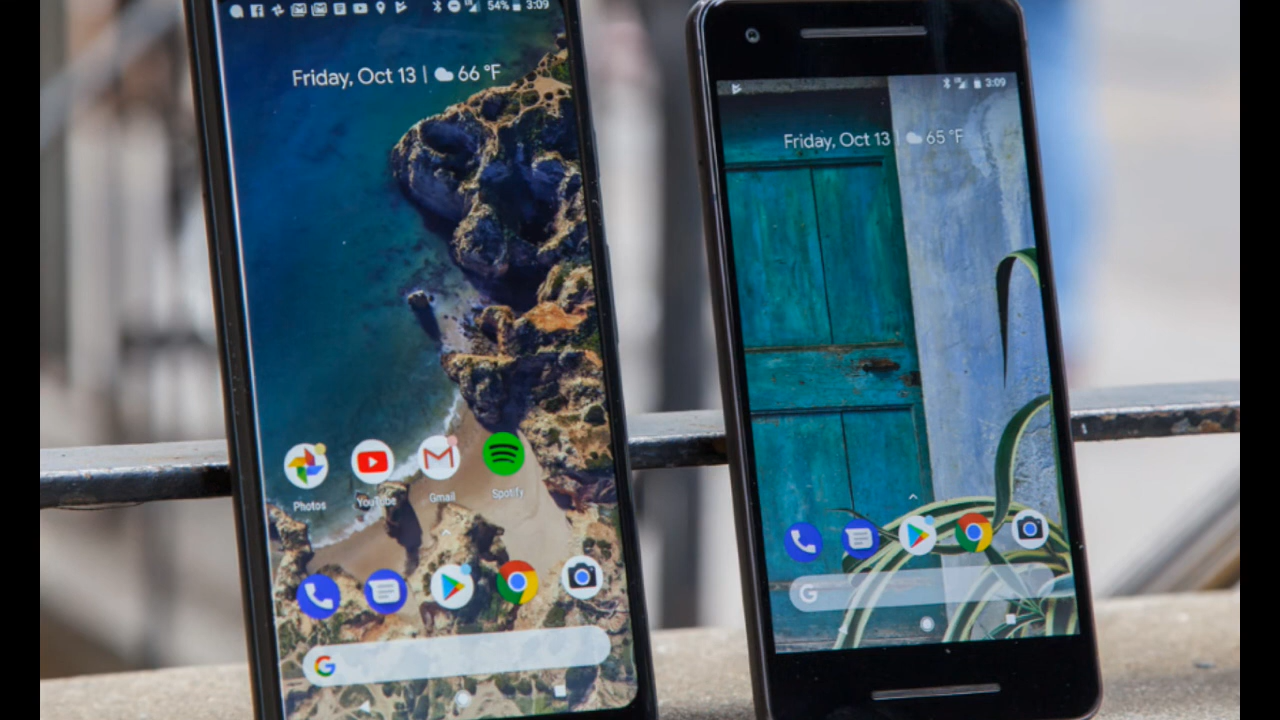 54% 3:09
Friday, Oct 13 | 66 °F
Photos YouTube Gmail Spotify
G
3:09
Friday, Oct 13 | 65 °F
G